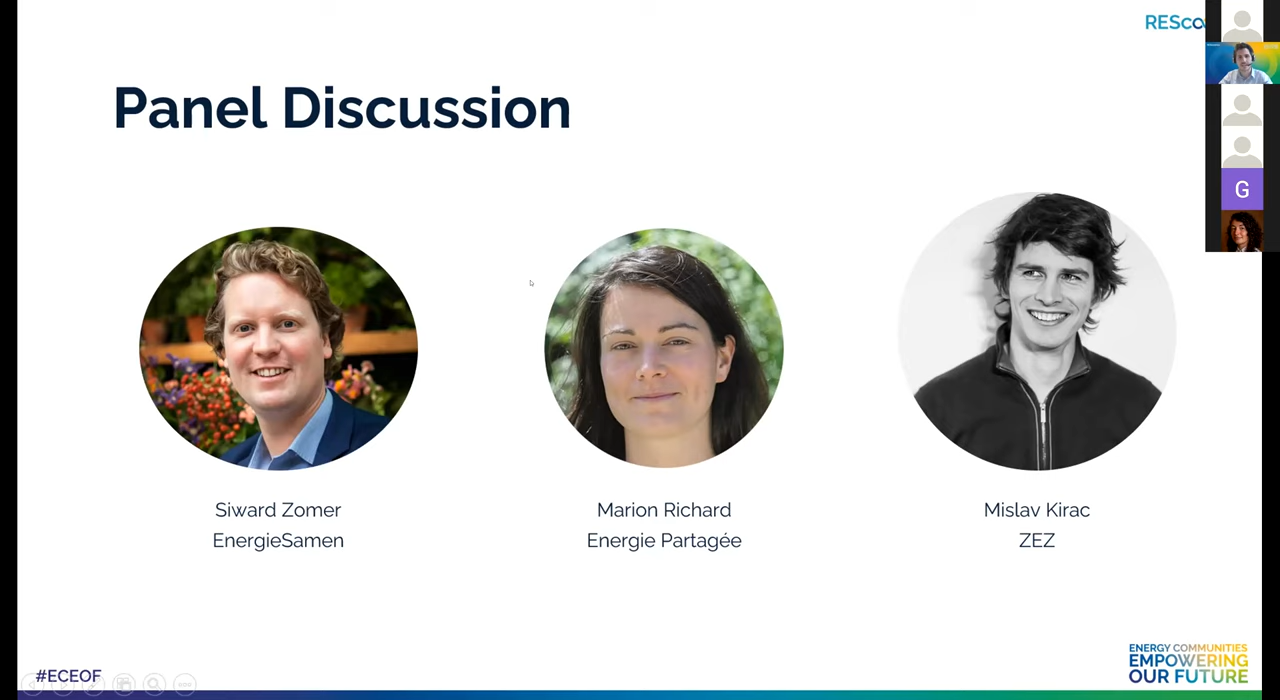 Panel Discussion
G
Siward Zomer
EnergieSamen
Marion Richard
Energie Partagée
Mislav Kirac
ZEZ
#ECEOF
ENERGY COMMUNITIES
EMPOWERING
OUR FUTURE